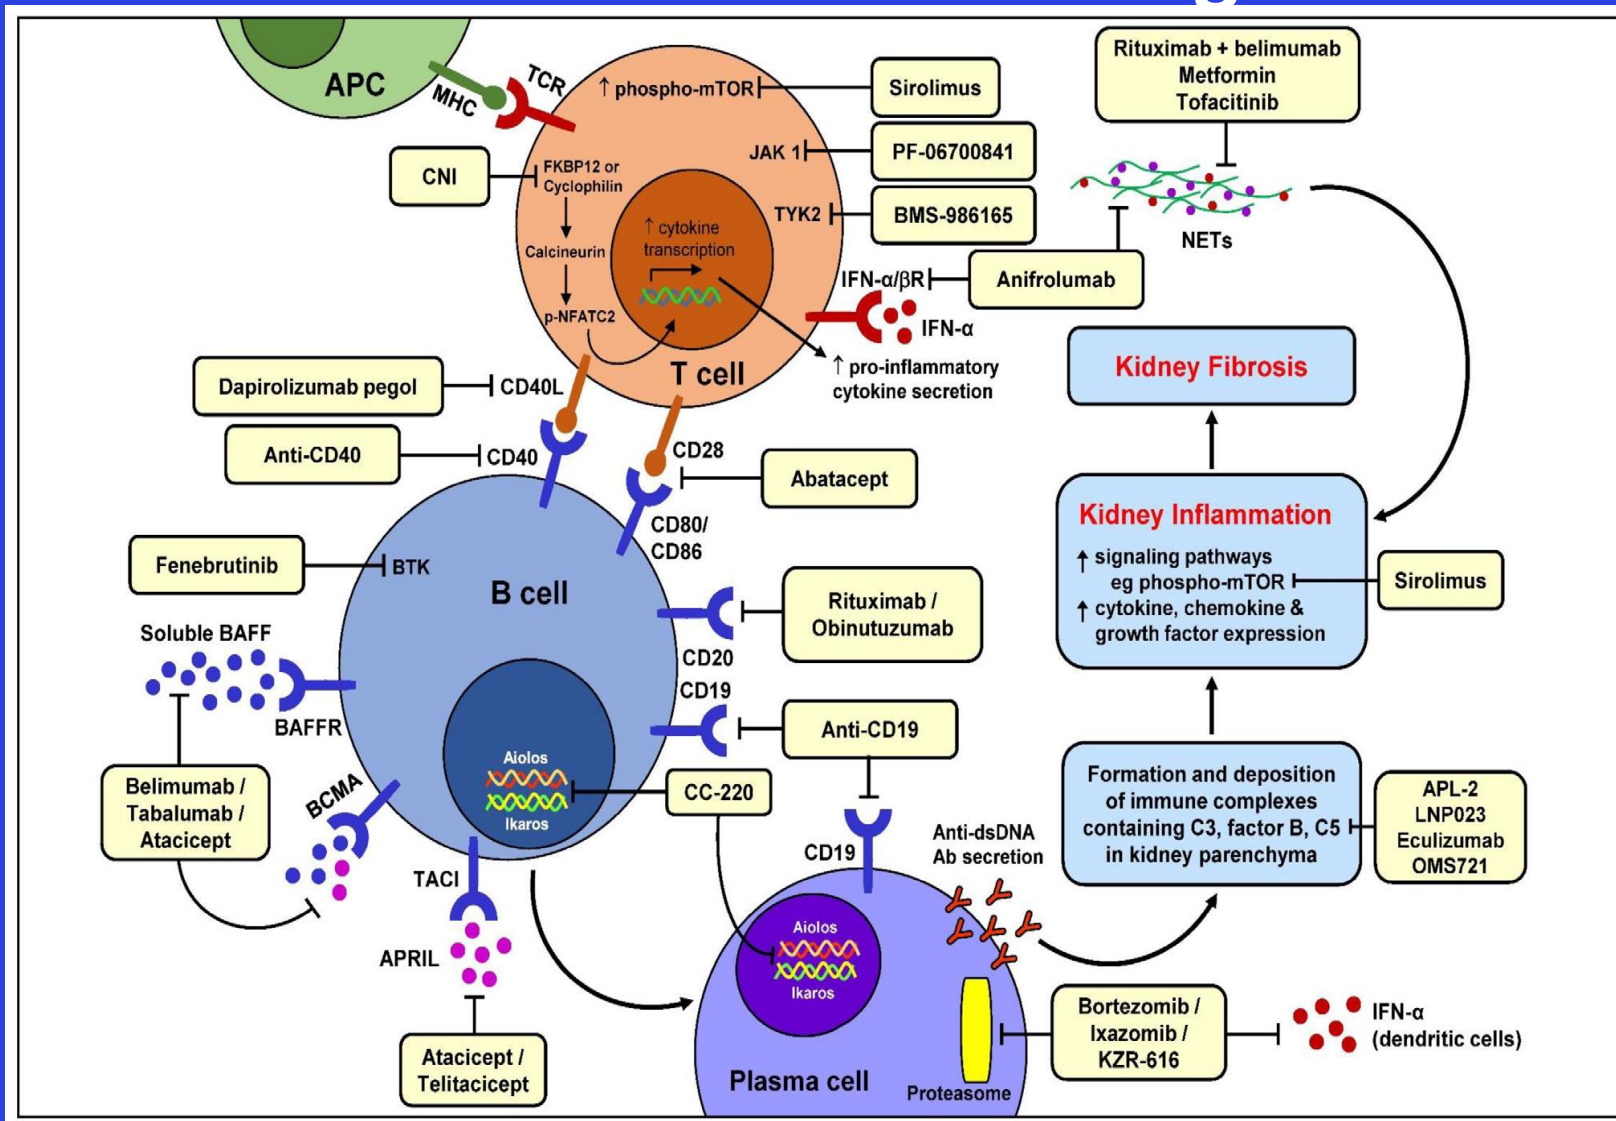 APC
MHC
TCR
↑ phospho-mTOR
Sirolimus
Rituximab + belimumab
Metformin
Tofacitinib
JAK 1
PF-06700841
CNI
FKBP12 or
Cyclophilin
TYK2
BMS-986165
↑ cytokine
transcription
NETs
Calcineurin
IFN-α/βR
Anifrolumab
p-NFATC2
IFN-α
T cell
↑ pro-inflammatory
cytokine secretion
Kidney Fibrosis
Dapirolizumab pegol
CD40L
Anti-CD40
CD40
CD28
Abatacept
CD80/
CD86
Kidney Inflammation
↑ signaling pathways
eg phospho-mTOR
↑ cytokine, chemokine &
growth factor expression
Sirolimus
Fenebrutinib
BTK
B cell
Rituximab /
Obinutuzumab
Soluble BAFF
CD20
CD19
BAFFR
Anti-CD19
Belimumab /
Tabalumab /
Atacicept
BCMA
Aiolos
Ikaros
CC-220
Formation and deposition
of immune complexes
containing C3, factor B, C5
in kidney parenchyma
APL-2
LNP023
Eculizumab
OMS721
TACI
CD19
Anti-dsDNA
Ab secretion
APRIL
Aiolos
Ikaros
Atacicept /
Telitacicept
Plasma cell
Proteasome
Bortezomib /
Ixazomib /
KZR-616
IFN-α
(dendritic cells)